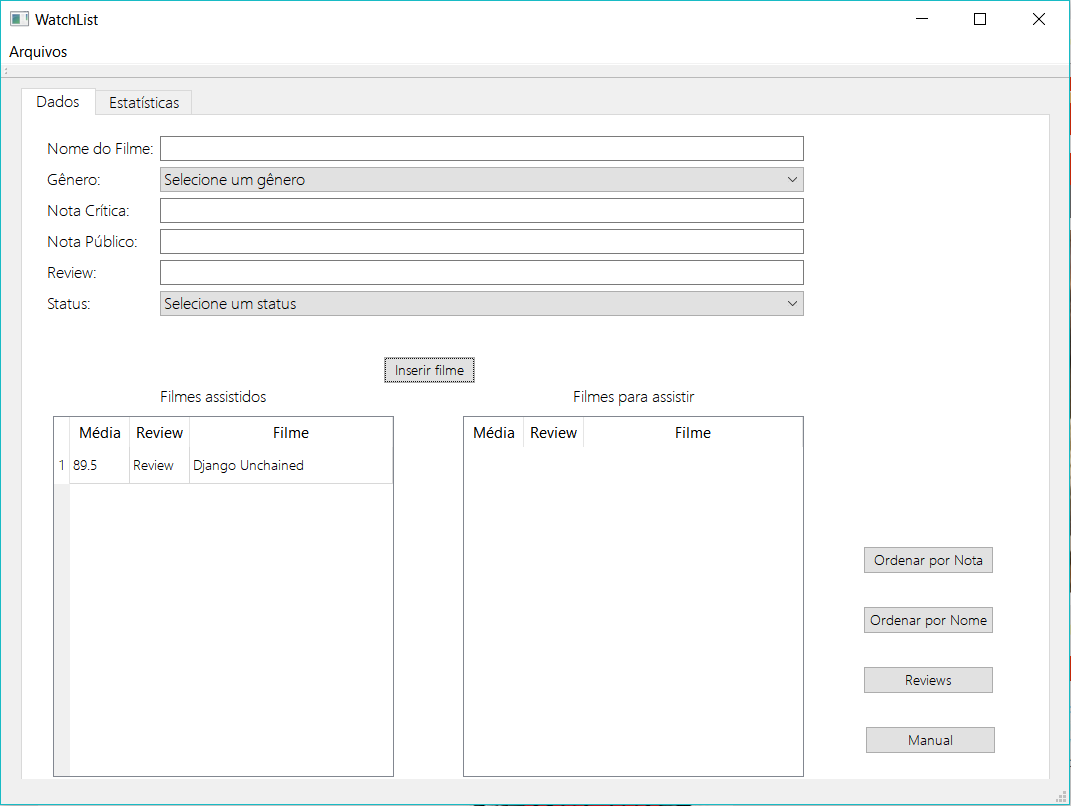 WatchList
Arquivos
Dados Estatísticas
Nome do Filme:
Gênero: Selecione um gênero
Nota Crítica:
Nota Público:
Review:
Status: Selecione um status
Inserir filme
Filmes assistidos Filmes para assistir
Média Review Filme Média Review Filme
1 89.5 Review Django Unchained
Ordenar por Nota
Ordenar por Nome
Reviews
Manual